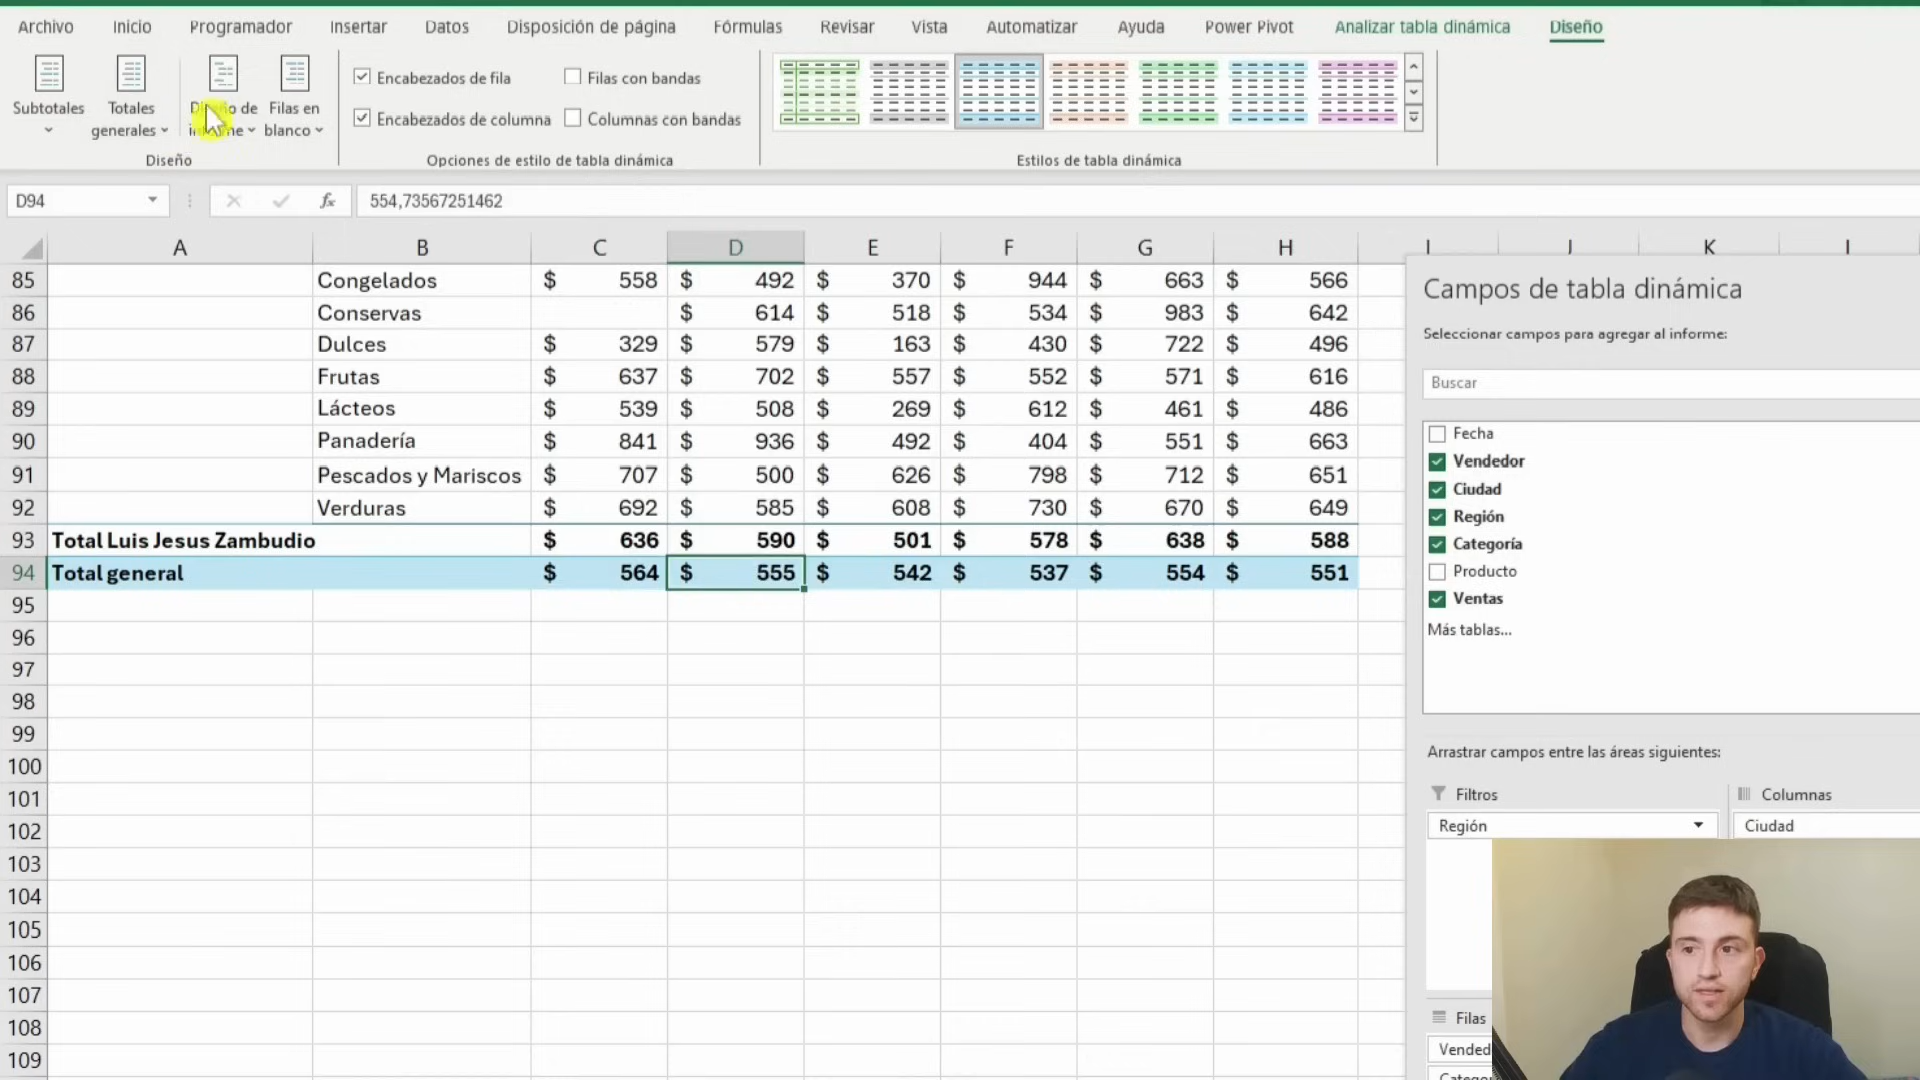 Archivo Inicio Programador Insertar Datos Disposición de página Fórmulas Revisar Vista Automatizar Ayuda Power Pivot Analizar tabla dinámica Diseño
Subtotales
Totales generales
Diseño de informe
Filas en blanco
Diseño
Encabezados de fila
Filas con bandas
Encabezados de columna
Columnas con bandas
Opciones de estilo de tabla dinámica
Estilos de tabla dinámica
D94 fx 554,73567251462
A B C D E F G H I J K
85 Congelados $ 558 $ 492 $ 370 $ 944 $ 663 $ 566
86 Conservas $ 614 $ 518 $ 534 $ 983 $ 642
87 Dulces $ 329 $ 579 $ 163 $ 430 $ 722 $ 496
88 Frutas $ 637 $ 702 $ 557 $ 552 $ 571 $ 616
89 Lácteos $ 539 $ 508 $ 269 $ 612 $ 461 $ 486
90 Panadería $ 841 $ 936 $ 492 $ 404 $ 551 $ 663
91 Pescados y Mariscos $ 707 $ 500 $ 626 $ 798 $ 712 $ 651
92 Verduras $ 692 $ 585 $ 608 $ 730 $ 670 $ 649
93 Total Luis Jesus Zambudio $ 636 $ 590 $ 501 $ 578 $ 638 $ 588
94 Total general $ 564 $ 555 $ 542 $ 537 $ 554 $ 551
95
96
97
98
99
100
101
102
103
104
105
106
107
108
109
Campos de tabla dinámica
Seleccionar campos para agregar al informe:
Buscar
Fecha
Vendedor
Ciudad
Región
Categoría
Producto
Ventas
Más tablas...
Arrastrar campos entre las áreas siguientes:
Filtros
Región
Columnas
Ciudad
Filas
Vended